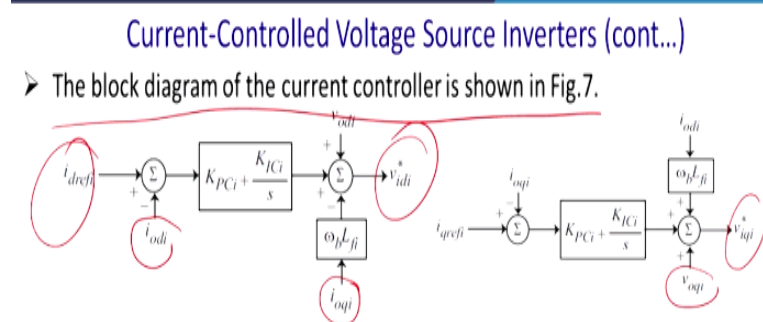 Current-Controlled Voltage Source Inverters (cont...)
➢ The block diagram of the current controller is shown in Fig.7.
v_odi
i_drefi
+
−
Σ
K_PCi + K_ICi / s
+
+
−
Σ
v*_idi
i_odi
ω_b L_fi
i_oqi
i_odi
ω_b L_fi
i_oqi
+
−
i_qrefi
Σ
K_PCi + K_ICi / s
+
+
+
Σ
v*_iqi
v_oqi